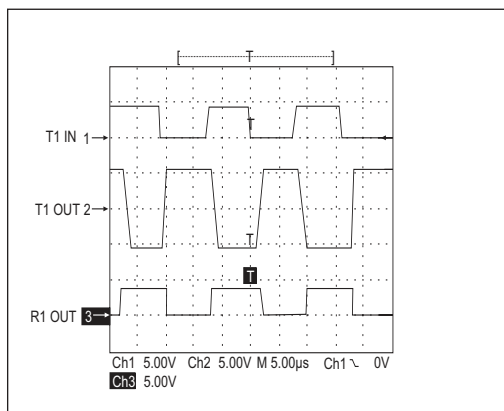 T
T1 IN 1
T
T1 OUT 2
T
T
R1 OUT 3
Ch1 5.00V Ch2 5.00V M 5.00µs Ch1 0V
Ch3 5.00V